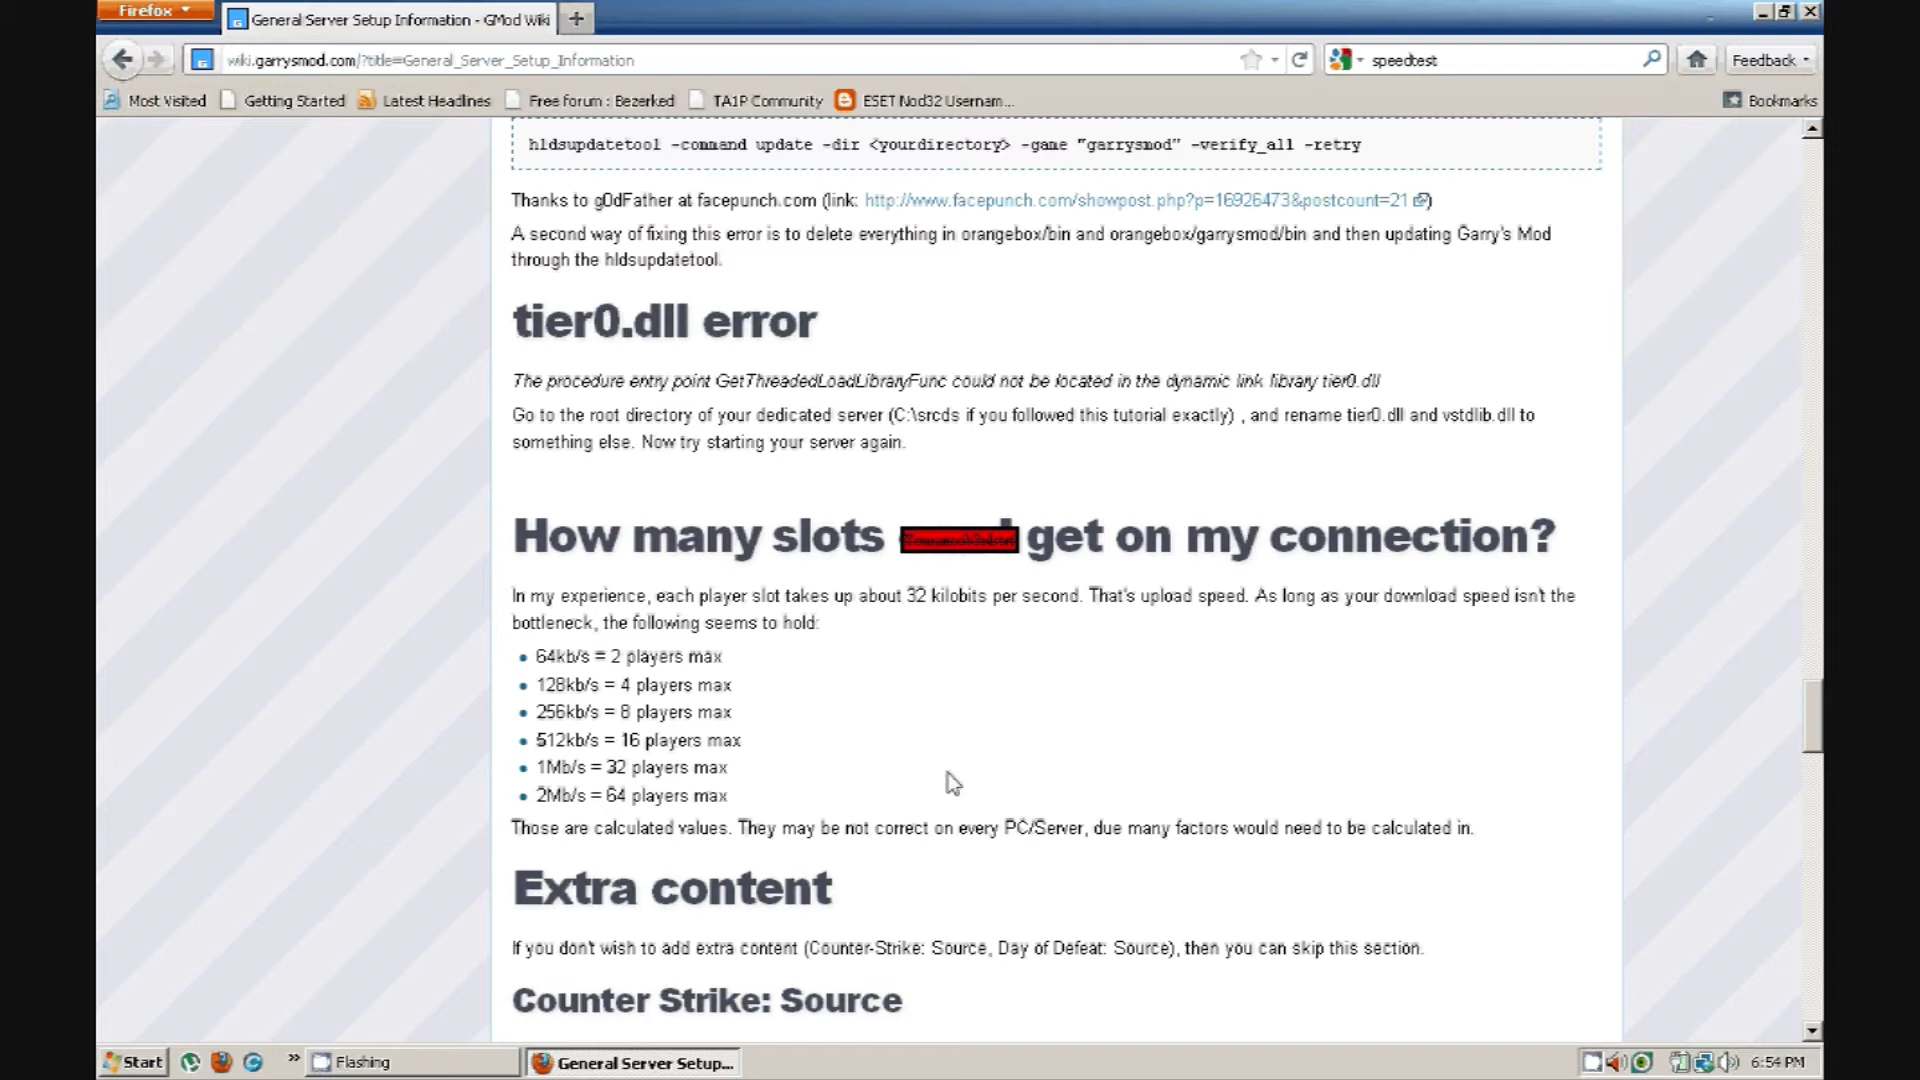 Firefox
General Server Setup Information - GMod Wiki
wiki.garrysmod.com/?title=General_Server_Setup_Information
speedtest
Feedback
Most Visited
Getting Started
Latest Headlines
Free forum : Bezerked
TA1P Community
ESET Nod32 Usernam...
Bookmarks
hldsupdatetool -command update -dir <yourdirectory> -game "garrysmod" -verify_all -retry
Thanks to g0dFather at facepunch.com (link: http://www.facepunch.com/showpost.php?p=16926473&postcount=21)
A second way of fixing this error is to delete everything in orangebox/bin and orangebox/garrysmod/bin and then updating Garry's Mod
through the hldsupdatetool.
tier0.dll error
The procedure entry point GetThreadedLoadLibraryFunc could not be located in the dynamic link library tier0.dll
Go to the root directory of your dedicated server (C:\srcds if you followed this tutorial exactly) , and rename tier0.dll and vstdlib.dll to
something else. Now try starting your server again.
How many slots get on my connection?
In my experience, each player slot takes up about 32 kilobits per second. That's upload speed. As long as your download speed isn't the
bottleneck, the following seems to hold:
64kb/s = 2 players max
128kb/s = 4 players max
256kb/s = 8 players max
512kb/s = 16 players max
1Mb/s = 32 players max
2Mb/s = 64 players max
Those are calculated values. They may be not correct on every PC/Server, due many factors would need to be calculated in.
Extra content
If you don't wish to add extra content (Counter-Strike: Source, Day of Defeat: Source), then you can skip this section.
Counter Strike: Source
Start
Flashing
General Server Setup...
6:54 PM